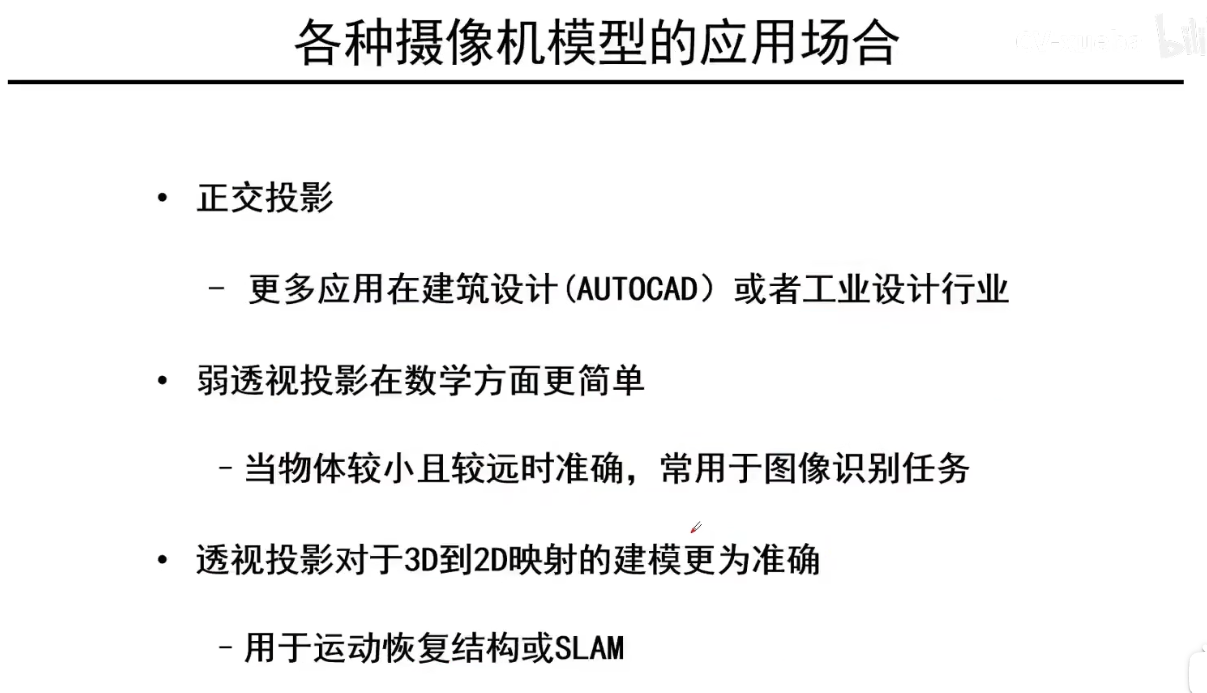 各种摄像机模型的应用场合
• 正交投影
– 更多应用在建筑设计(AUTOCAD）或者工业设计行业
• 弱透视投影在数学方面更简单
–当物体较小且较远时准确，常用于图像识别任务
• 透视投影对于3D到2D映射的建模更为准确
–用于运动恢复结构或SLAM